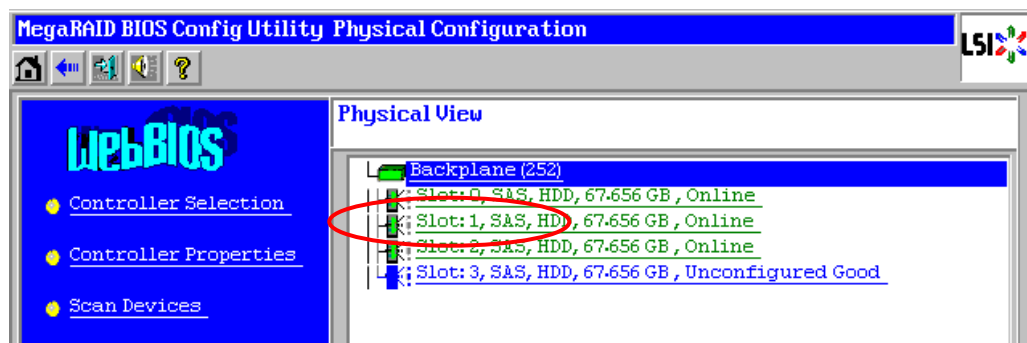 MegaRAID BIOS Config Utility Physical Configuration
LSI
WebBIOS
Controller Selection
Controller Properties
Scan Devices
Physical View
Backplane (252)
Slot: 0, SAS, HDD, 67.656 GB , Online
Slot: 1, SAS, HDD, 67.656 GB , Online
Slot: 2, SAS, HDD, 67.656 GB , Online
Slot: 3, SAS, HDD, 67.656 GB , Unconfigured Good